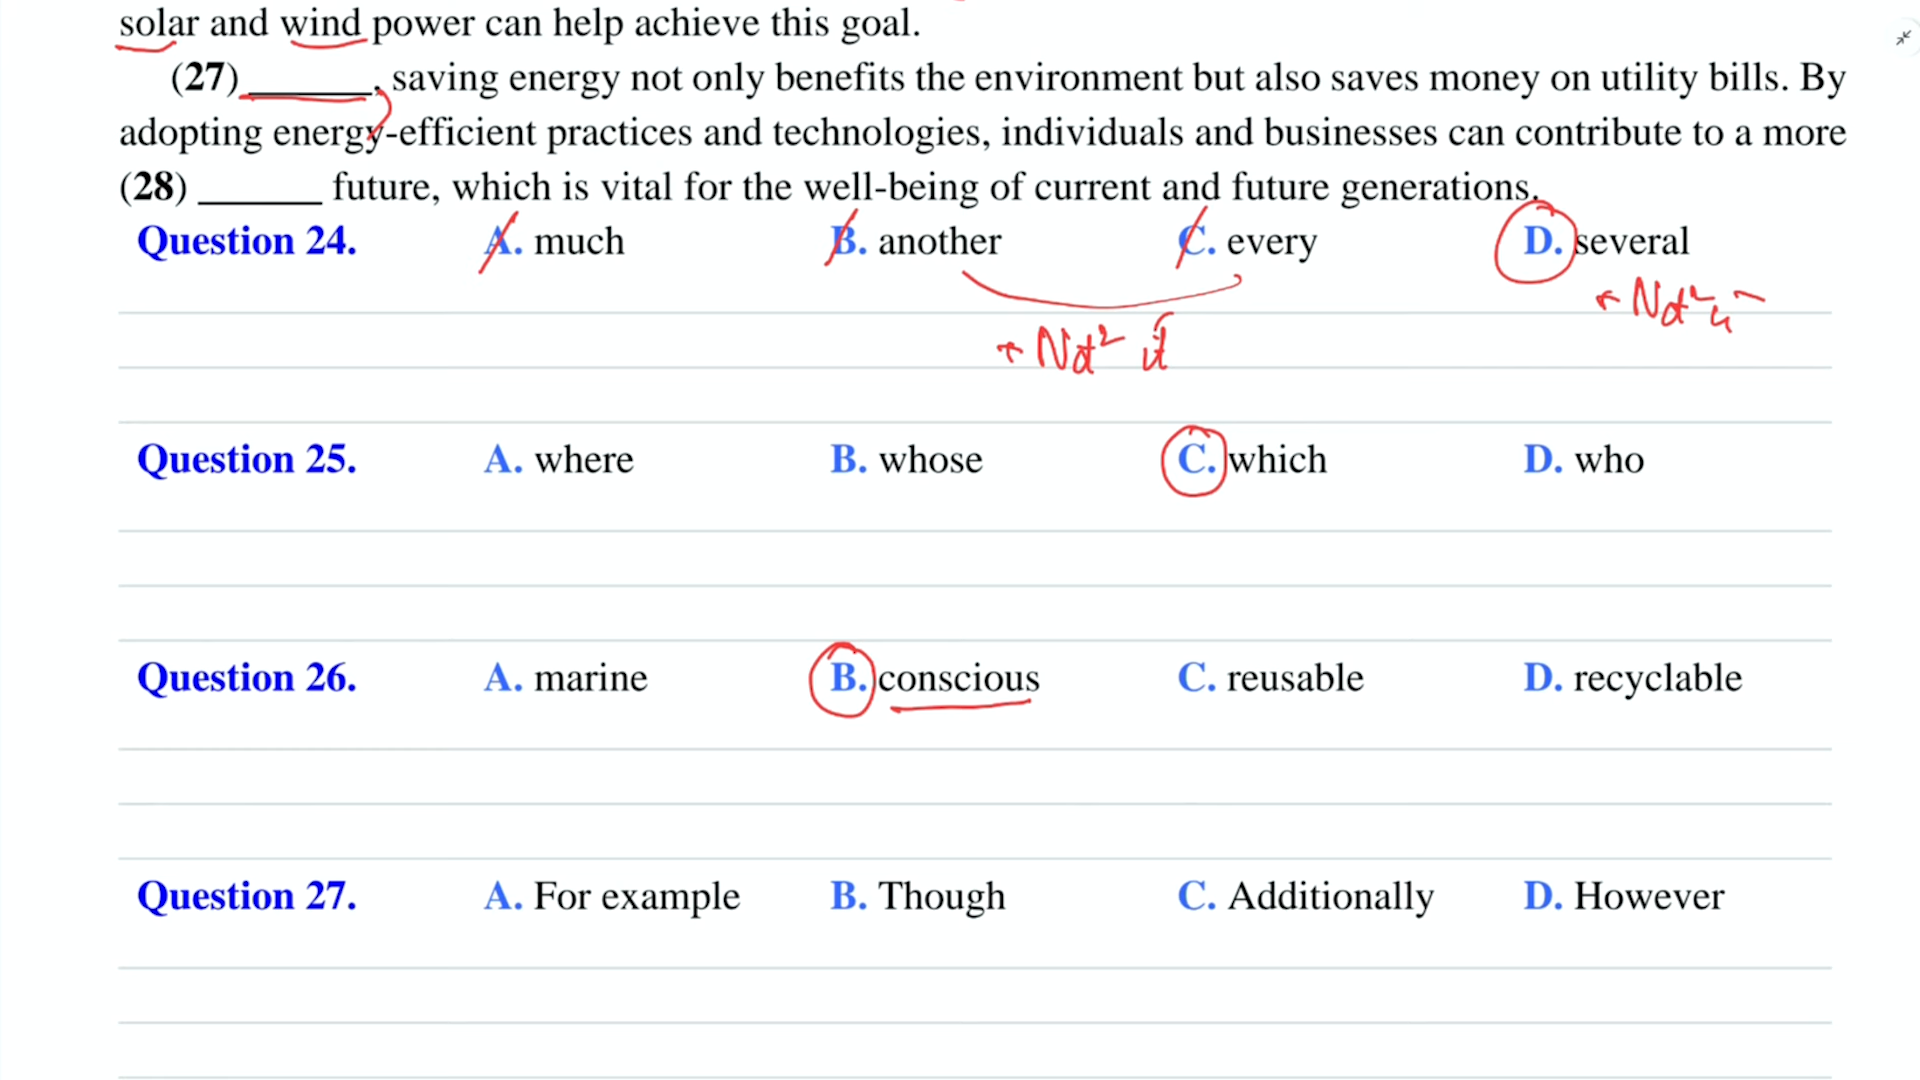 solar and wind power can help achieve this goal.
(27) ______, saving energy not only benefits the environment but also saves money on utility bills. By
adopting energy-efficient practices and technologies, individuals and businesses can contribute to a more
(28) ______ future, which is vital for the well-being of current and future generations.
Question 24. A. much B. another C. every D. several
+ Nđ² ít
Question 25. A. where B. whose C. which D. who
Question 26. A. marine B. conscious C. reusable D. recyclable
Question 27. A. For example B. Though C. Additionally D. However